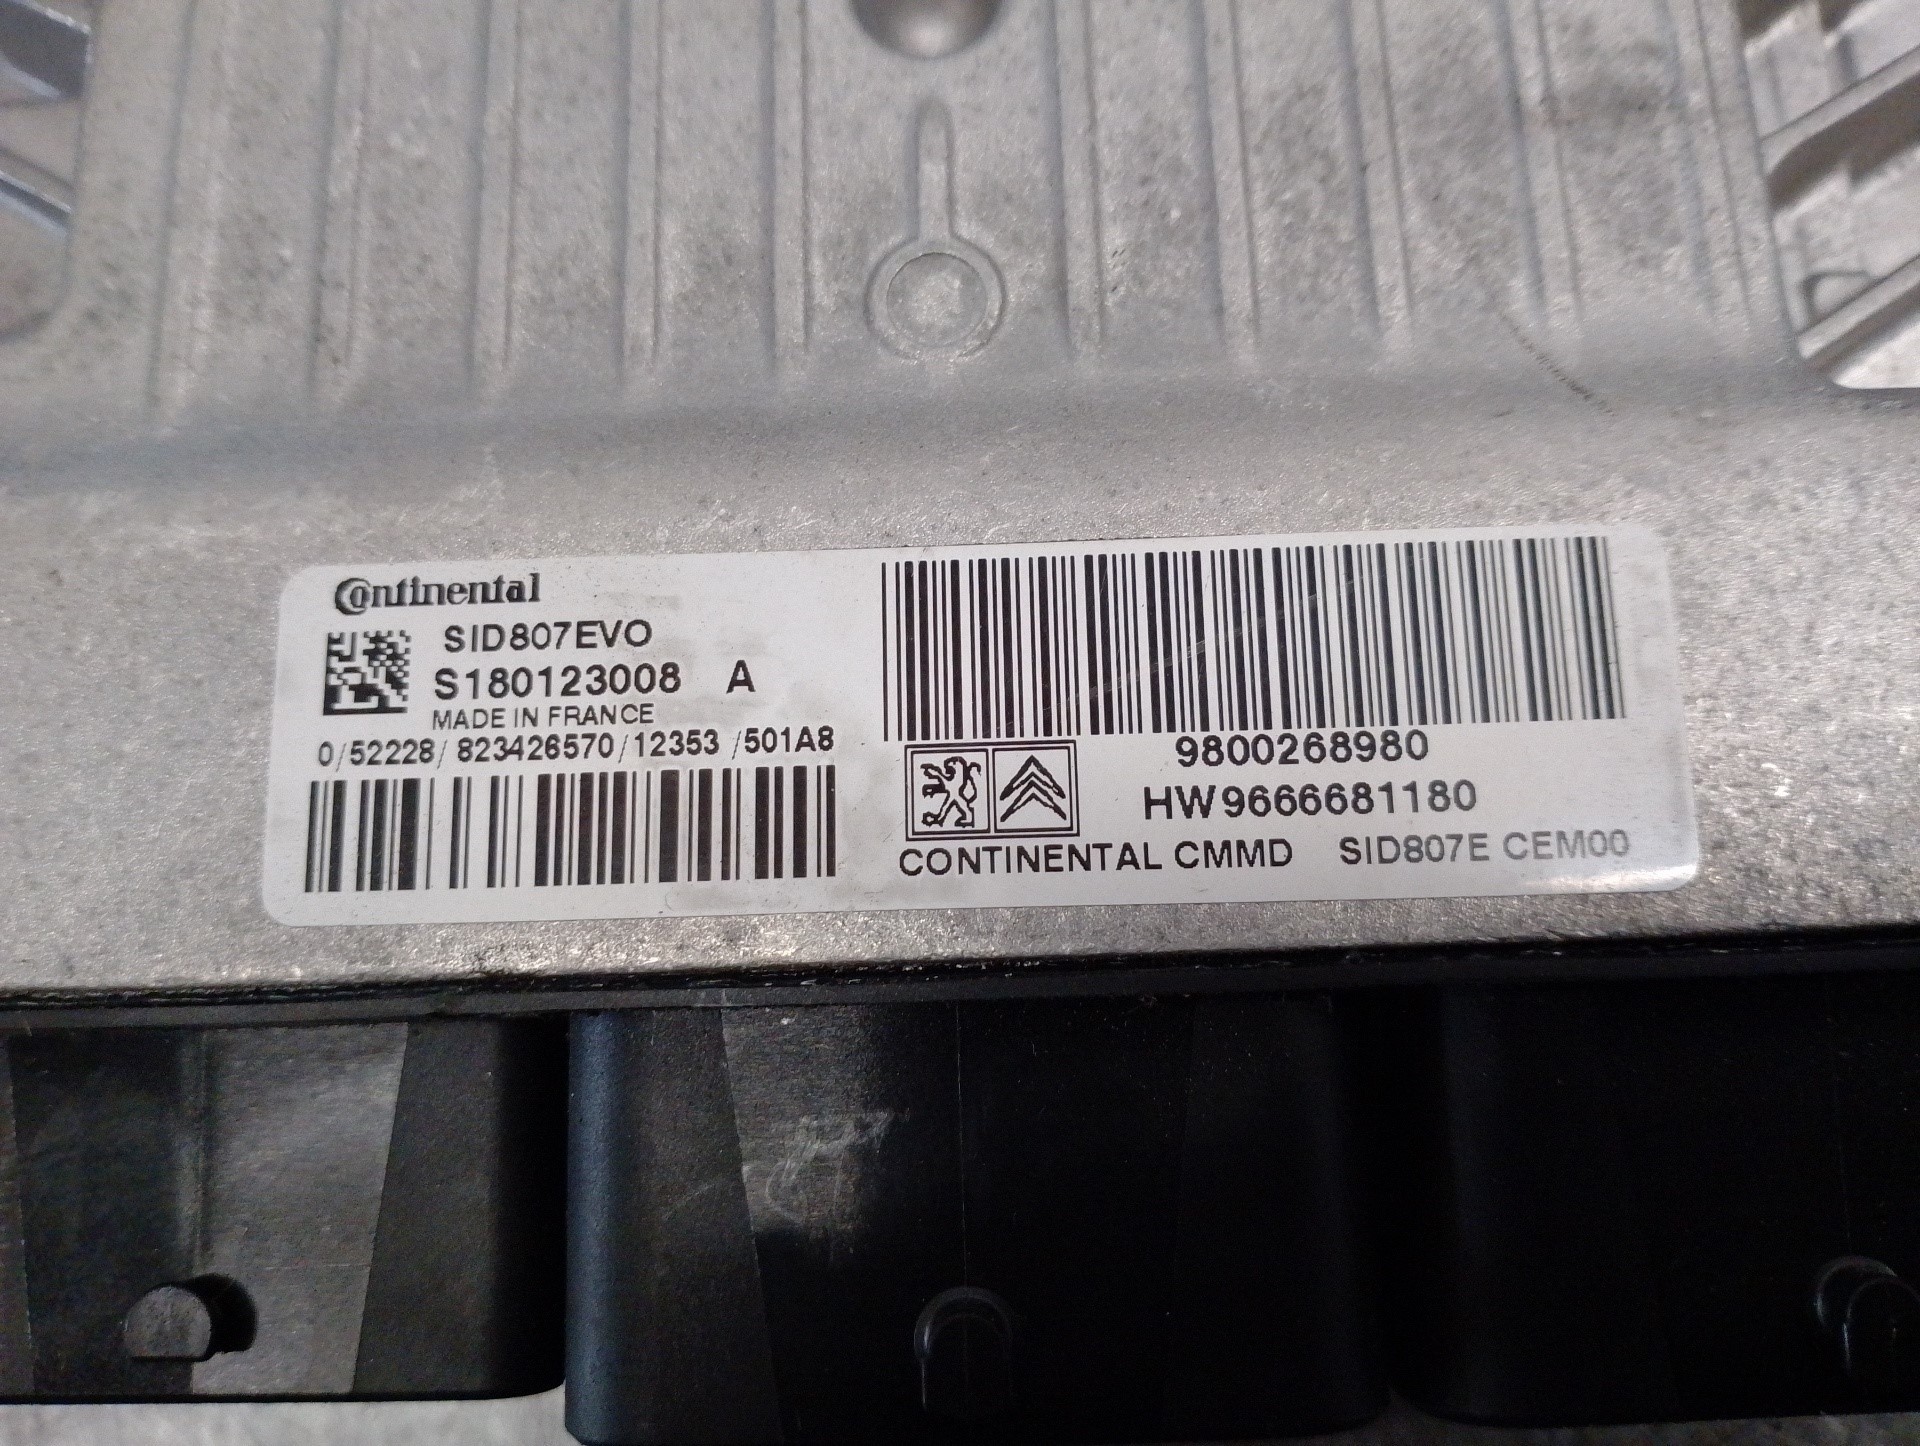 Continental
SID807EVO
S180123008 A
MADE IN FRANCE
0/52228/823426570/12353/501A8
9800268980
HW9666681180
CONTINENTAL CMMD SID807E CEM00